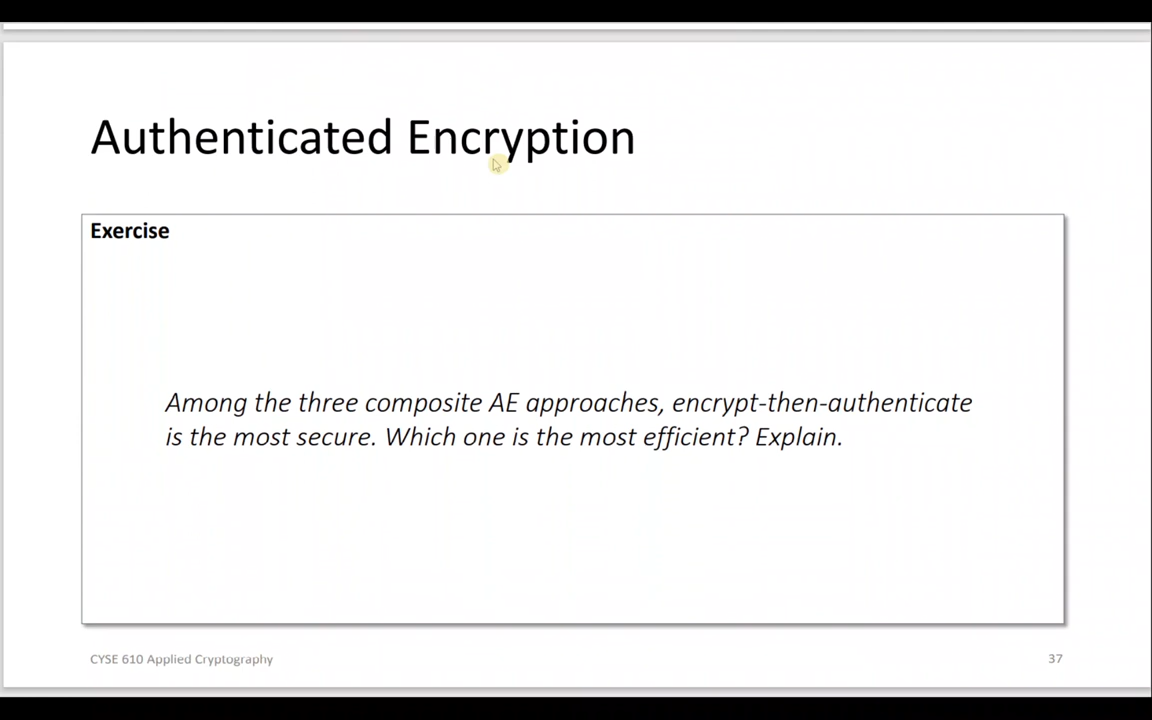 Authenticated Encryption
Exercise
Among the three composite AE approaches, encrypt-then-authenticate
is the most secure. Which one is the most efficient? Explain.
CYSE 610 Applied Cryptography
37